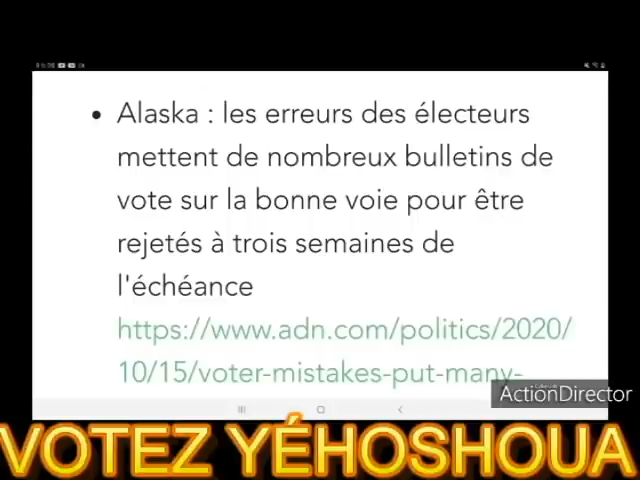 • Alaska : les erreurs des électeurs
mettent de nombreux bulletins de
vote sur la bonne voie pour être
rejetés à trois semaines de
l'échéance
https://www.adn.com/politics/2020/
10/15/voter-mistakes-put-many-
ActionDirector
VOTEZ YÉHOSHOUA